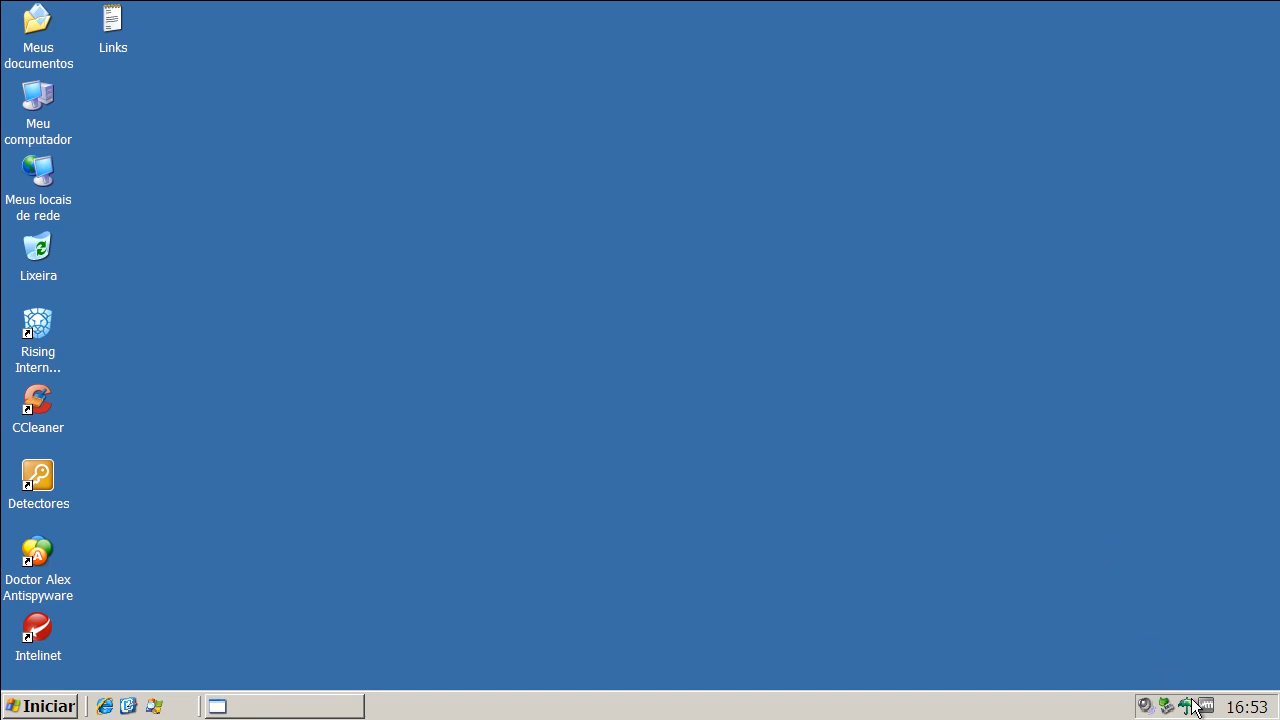 Meus
documentos
Links
Meu
computador
Meus locais
de rede
Lixeira
Rising
Intern...
CCleaner
Detectores
Doctor Alex
Antispyware
Intelinet
Iniciar
16:53